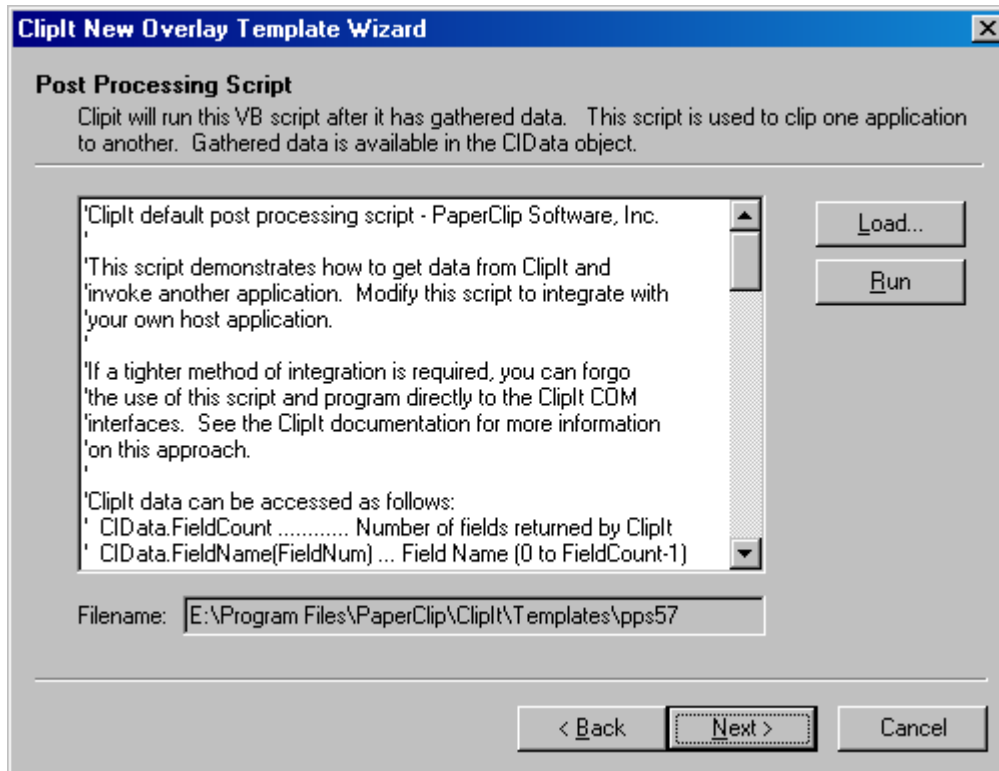 ClipIt New Overlay Template Wizard
Post Processing Script
Clipit will run this VB script after it has gathered data.   This script is used to clip one application
to another.  Gathered data is available in the CIData object.
'ClipIt default post processing script - PaperClip Software, Inc.
'
'This script demonstrates how to get data from ClipIt and
'invoke another application.  Modify this script to integrate with
'your own host application.
'
'If a tighter method of integration is required, you can forgo
'the use of this script and program directly to the ClipIt COM
'interfaces.  See the ClipIt documentation for more information
'on this approach.
'
'ClipIt data can be accessed as follows:
'  CIData.FieldCount ............ Number of fields returned by ClipIt
'  CIData.FieldName(FieldNum) ... Field Name (0 to FieldCount-1)
Load...
Run
Filename: E:\Program Files\PaperClip\ClipIt\Templates\pps57
< Back Next > Cancel